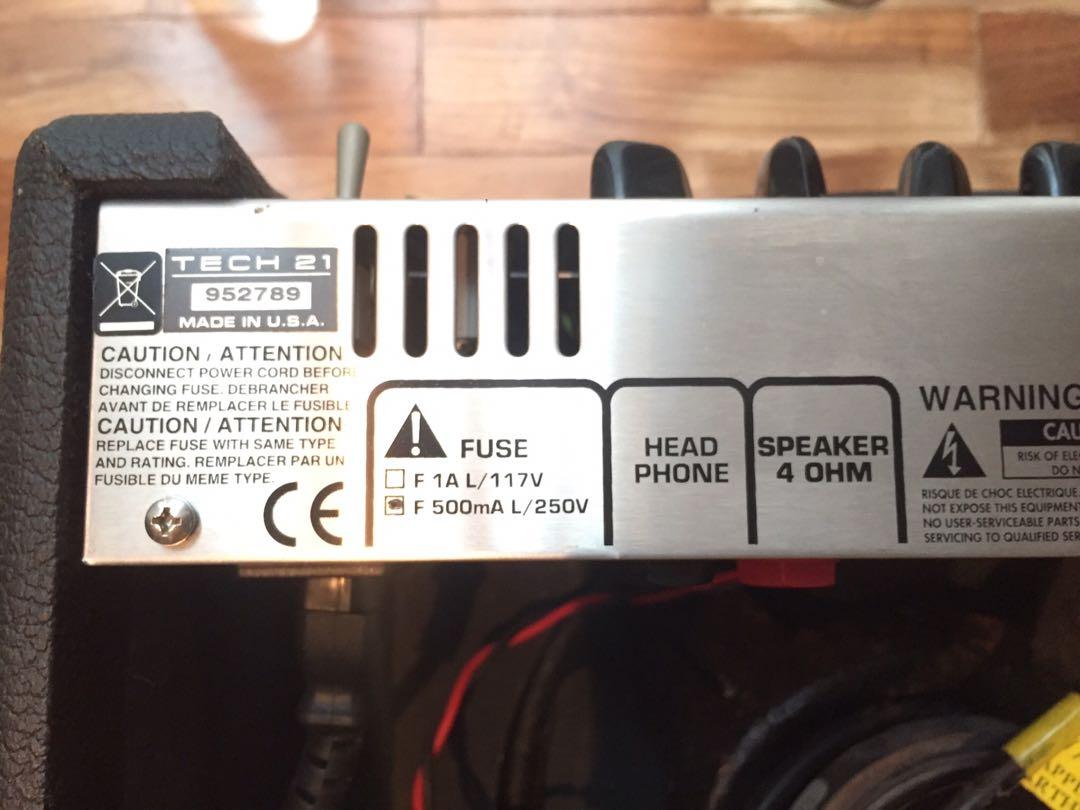 TECH 21
952789
MADE IN U.S.A.
CAUTION, ATTENTION
DISCONNECT POWER CORD BEFORE
CHANGING FUSE. DEBRANCHER
AVANT DE REMPLACER LE FUSIBLE
CAUTION / ATTENTION
REPLACE FUSE WITH SAME TYPE
AND RATING. REMPLACER PAR UN
FUSIBLE DU MEME TYPE.
CE
FUSE
F 1A L/117V
F 500mA L/250V
HEAD
PHONE
SPEAKER
4 OHM
WARNING
CAU
RISK OF ELE
DO N
RISQUE DE CHOC ELECTRIQUE
NOT EXPOSE THIS EQUIPMEN
NO USER-SERVICEABLE PARTS
SERVICING TO QUALIFIED SER